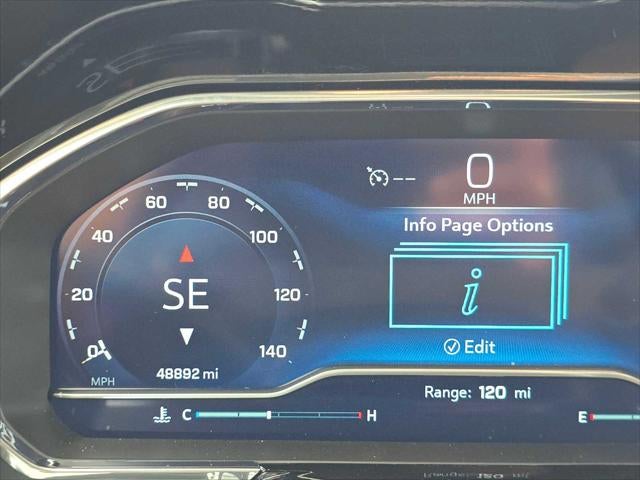 0
-- MPH
Info Page Options
i
Edit
Range: 120 mi
0 20 40 60 80 100 120 140
SE
MPH
48892 mi
C H
E